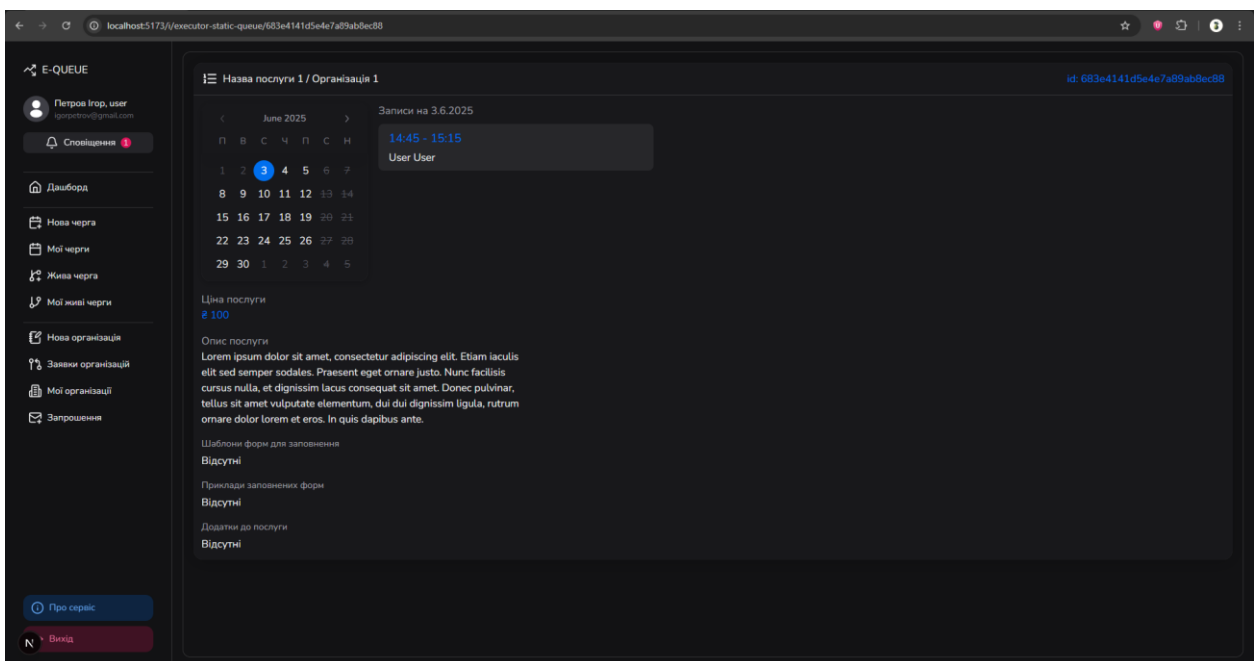 localhost:5173/i/executor-static-queue/683e4141d5e4e7a89ab8ec88
E-QUEUE
Петров Ігор, user
igorpetrov@gmail.com
Сповіщення 1
Дашборд
Нова черга
Мої черги
Жива черга
Мої живі черги
Нова організація
Заявки організацій
Мої організації
Запрошення
Про сервіс
Вихід
N
Назва послуги 1 / Організація 1
id: 683e4141d5e4e7a89ab8ec88
June 2025
П В С Ч П С Н
1 2 3 4 5 6 7
8 9 10 11 12 13 14
15 16 17 18 19 20 21
22 23 24 25 26 27 28
29 30 1 2 3 4 5
Записи на 3.6.2025
14:45 - 15:15
User User
Ціна послуги
₴ 100
Опис послуги
Lorem ipsum dolor sit amet, consectetur adipiscing elit. Etiam iaculis
elit sed semper sodales. Praesent eget ornare justo. Nunc facilisis
cursus nulla, et dignissim lacus consequat sit amet. Donec pulvinar,
tellus sit amet vulputate elementum, dui dui dignissim ligula, rutrum
ornare dolor lorem et eros. In quis dapibus ante.
Шаблони форм для заповнення
Відсутні
Приклади заповнених форм
Відсутні
Додатки до послуги
Відсутні